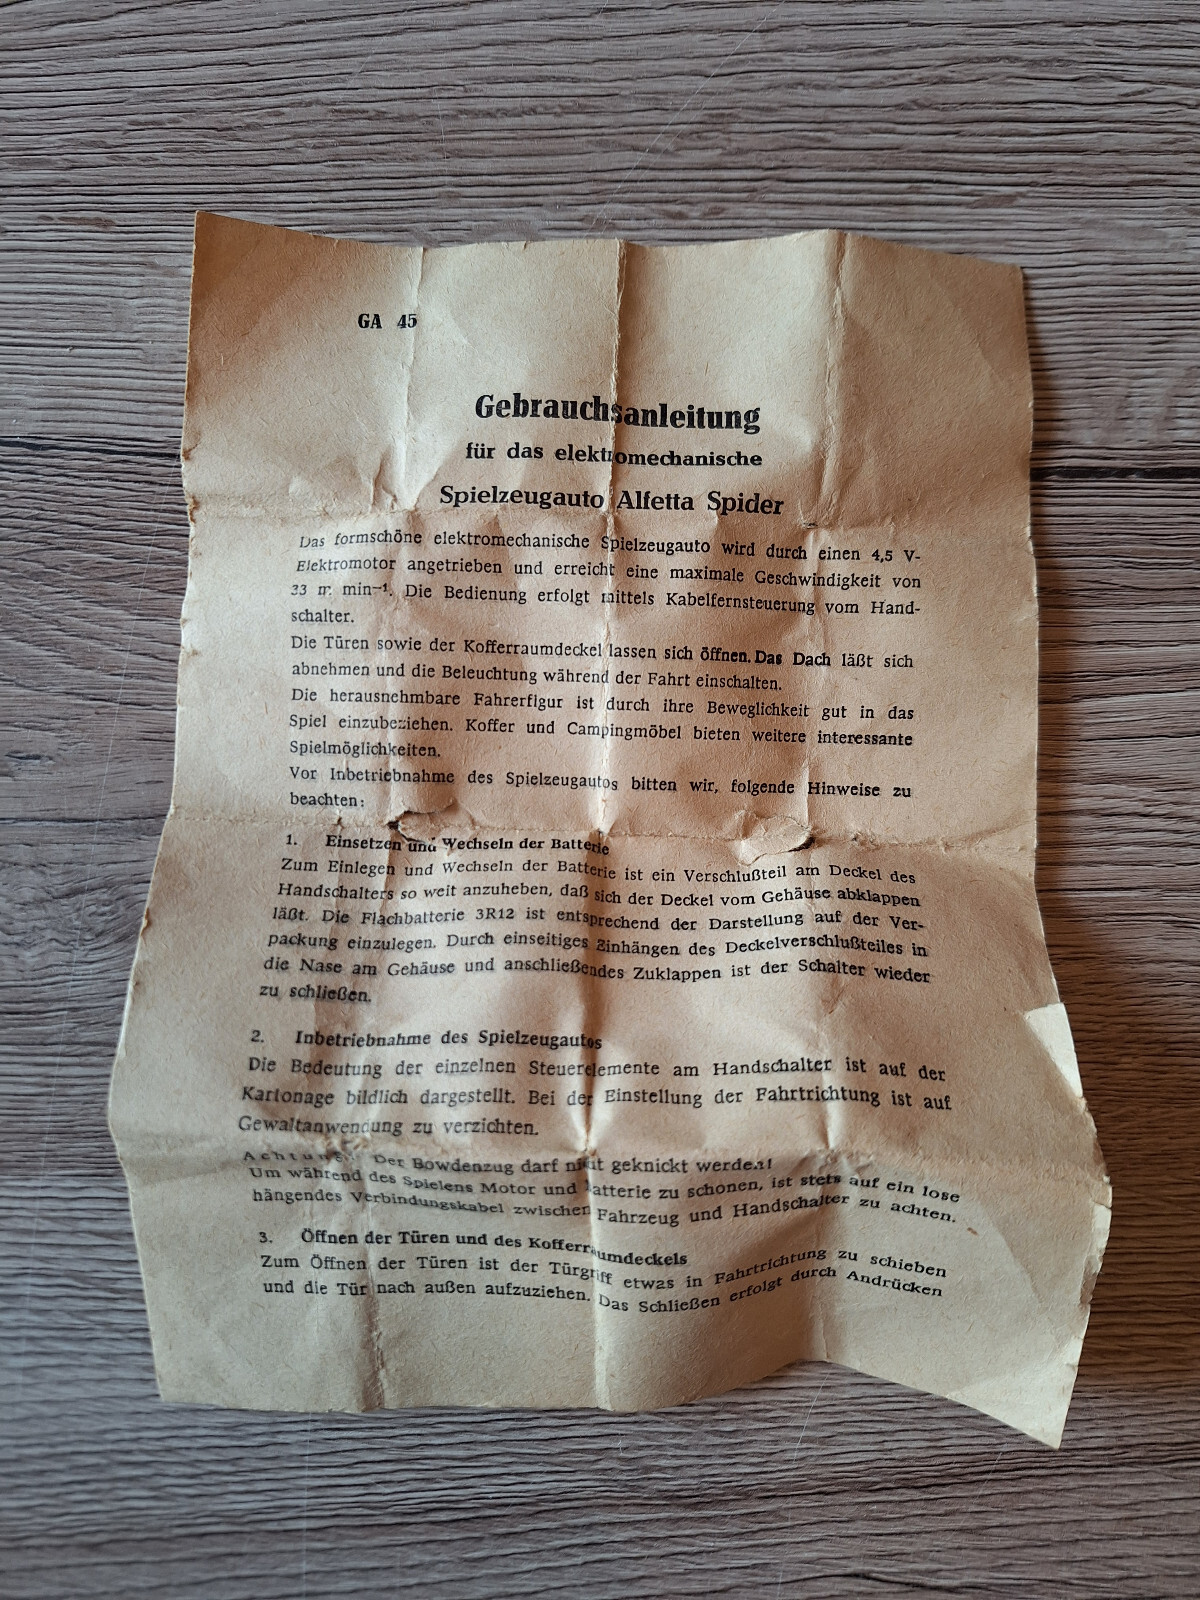 GA 45
Gebrauchsanleitung
für das elektromechanische
Spielzeugauto Alfetta Spider
Das formschöne elektromechanische Spielzeugauto wird durch einen 4,5 V-
Elektromotor angetrieben und erreicht eine maximale Geschwindigkeit von
33 m min⁻¹. Die Bedienung erfolgt mittels Kabelfernsteuerung vom Hand-
schalter.
Die Türen sowie der Kofferraumdeckel lassen sich öffnen. Das Dach läßt sich
abnehmen und die Beleuchtung während der Fahrt einschalten.
Die herausnehmbare Fahrerfigur ist durch ihre Beweglichkeit gut in das
Spiel einzubeziehen. Koffer und Campingmöbel bieten weitere interessante
Spielmöglichkeiten.
Vor Inbetriebnahme des Spielzeugautos bitten wir, folgende Hinweise zu
beachten:
1. Einsetzen und Wechseln der Batterie
Zum Einlegen und Wechseln der Batterie ist ein Verschlußteil am Deckel des
Handschalters so weit anzuheben, daß sich der Deckel vom Gehäuse abklappen
läßt. Die Flachbatterie 3R12 ist entsprechend der Darstellung auf der Ver-
packung einzulegen. Durch einseitiges Einhängen des Deckelverschlußteiles in
die Nase am Gehäuse und anschließendes Zuklappen ist der Schalter wieder
zu schließen.
2. Inbetriebnahme des Spielzeugautos
Die Bedeutung der einzelnen Steuerelemente am Handschalter ist auf der
Kartonage bildlich dargestellt. Bei der Einstellung der Fahrtrichtung ist auf
Gewaltanwendung zu verzichten.
Achtung! Der Bowdenzug darf nicht geknickt werden!
Um während des Spielens Motor und Batterie zu schonen, ist stets auf ein lose
hängendes Verbindungskabel zwischen Fahrzeug und Handschalter zu achten.
3. Öffnen der Türen und des Kofferraumdeckels
Zum Öffnen der Türen ist der Türgriff etwas in Fahrtrichtung zu schieben
und die Tür nach außen aufzuziehen. Das Schließen erfolgt durch Andrücken